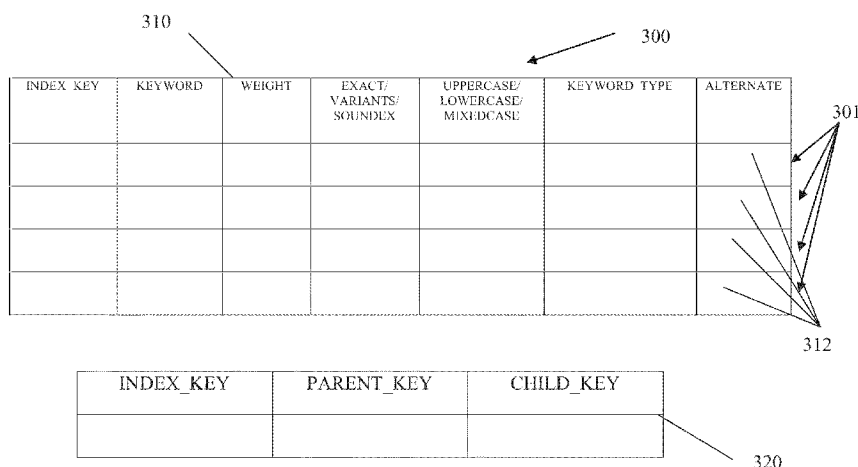 310
300
INDEX KEY KEYWORD WEIGHT EXACT/ UPPERCASE/ KEYWORD TYPE ALTERNATE
VARIANTS/ LOWERCASE/
SOUNDEX MIXEDCASE
301
312
INDEX_KEY PARENT_KEY CHILD_KEY
320